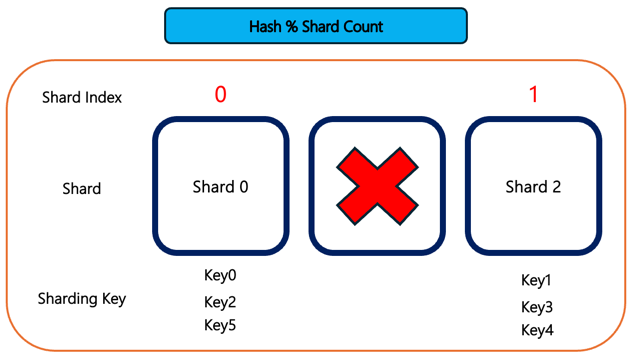 Hash % Shard Count
Shard Index 0 1
Shard Shard 0 Shard 2
Key0 Key1
Sharding Key Key2 Key3
Key5 Key4